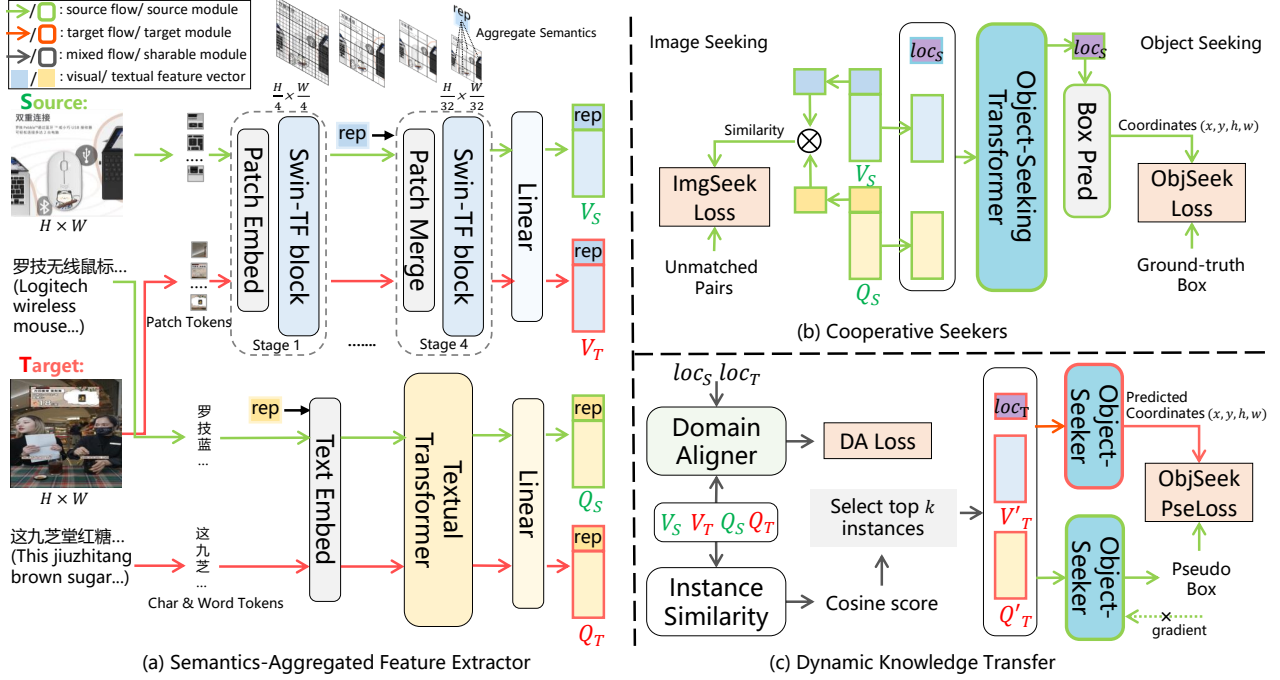 : source flow/ source module
: target flow/ target module
: mixed flow/ sharable module
: visual/ textual feature vector
rep
Aggregate Semantics
Source:
双重连接
H × W
H/4 × W/4
H/32 × W/32
rep
Patch Embed
Swin-TF block
Patch Merge
Swin-TF block
Linear
rep
V_S
rep
V_T
罗技无线鼠标...
(Logitech
wireless
mouse...)
Patch Tokens
Stage 1
.......
Stage 4
Target:
H × W
罗
技
蓝
...
rep
Text Embed
Textual
Transformer
Linear
rep
Q_S
rep
Q_T
这九芝堂红糖...
(This jiuzhitang
brown sugar...)
这
九
芝
...
Char & Word Tokens
(a) Semantics-Aggregated Feature Extractor
Image Seeking
Object Seeking
Similarity
ImgSeek
Loss
Unmatched
Pairs
V_S
Q_S
loc_S
Object-Seeking
Transformer
loc_S
Box Pred
Coordinates (x, y, h, w)
ObjSeek
Loss
Ground-truth
Box
(b) Cooperative Seekers
loc_S loc_T
Domain
Aligner
DA Loss
V_S V_T Q_S Q_T
Instance
Similarity
Cosine score
Select top k
instances
loc_T
V'_T
Q'_T
Object-
Seeker
Predicted
Coordinates (x, y, h, w)
ObjSeek
PseLoss
Object-
Seeker
Pseudo
Box
gradient
(c) Dynamic Knowledge Transfer